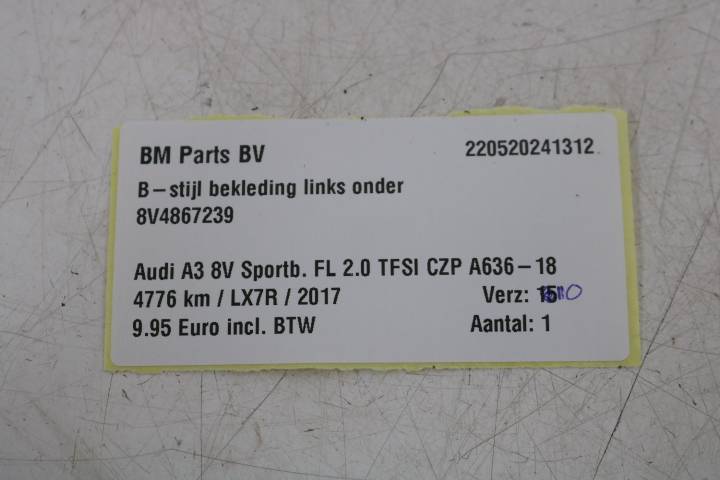 BM Parts BV 220520241312
B-stijl bekleding links onder
8V4867239
Audi A3 8V Sportb. FL 2.0 TFSI CZP A636-18
4776 km / LX7R / 2017 Verz:
9.95 Euro incl. BTW Aantal: 1